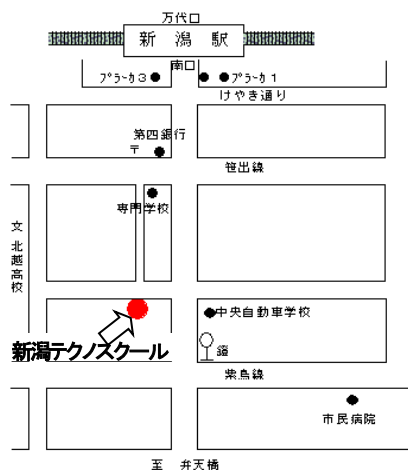 万代口
新潟駅
南口
プラーカ3
プラーカ1
けやき通り
第四銀行
〒
笹出線
専門学校
文
北越高校
中央自動車学校
新潟テクノスクール
鐙
紫鳥線
市民病院
至 弁天橋